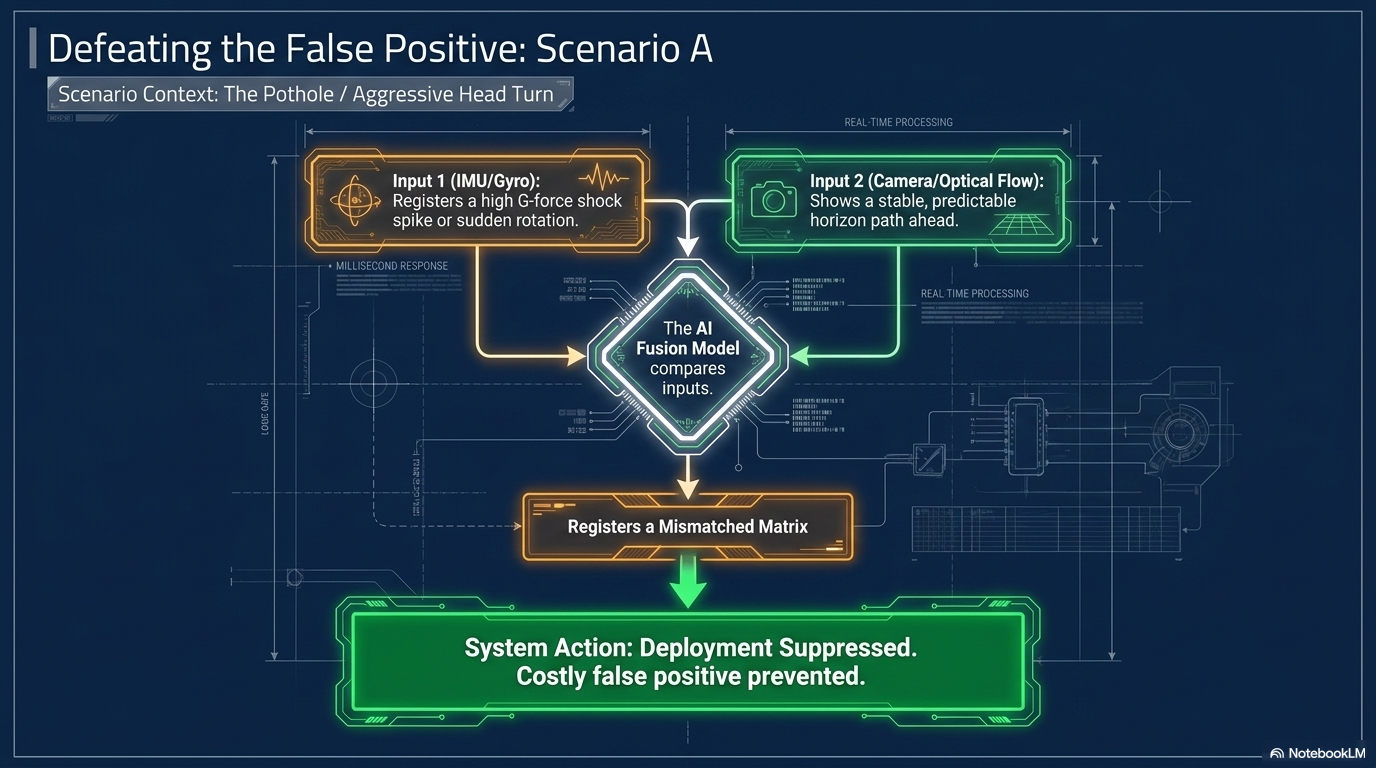 Defeating the False Positive: Scenario A
Scenario Context: The Pothole / Aggressive Head Turn
REAL-TIME PROCESSING
Input 1 (IMU/Gyro):
Registers a high G-force shock
spike or sudden rotation.
Input 2 (Camera/Optical Flow):
Shows a stable, predictable
horizon path ahead.
MILLISECOND RESPONSE
REAL TIME PROCESSING
The AI
Fusion Model
compares
inputs.
Registers a Mismatched Matrix
System Action: Deployment Suppressed.
Costly false positive prevented.
NotebookLM